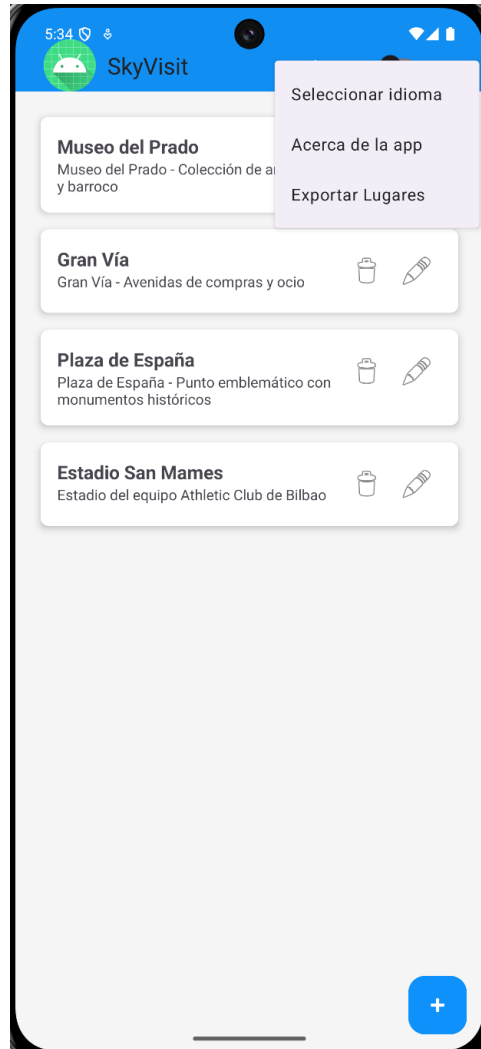 5:34
SkyVisit
Seleccionar idioma
Acerca de la app
Exportar Lugares
Museo del Prado
Museo del Prado - Colección de
y barroco
Gran Vía
Gran Vía - Avenidas de compras y ocio
Plaza de España
Plaza de España - Punto emblemático con
monumentos históricos
Estadio San Mames
Estadio del equipo Athletic Club de Bilbao
+